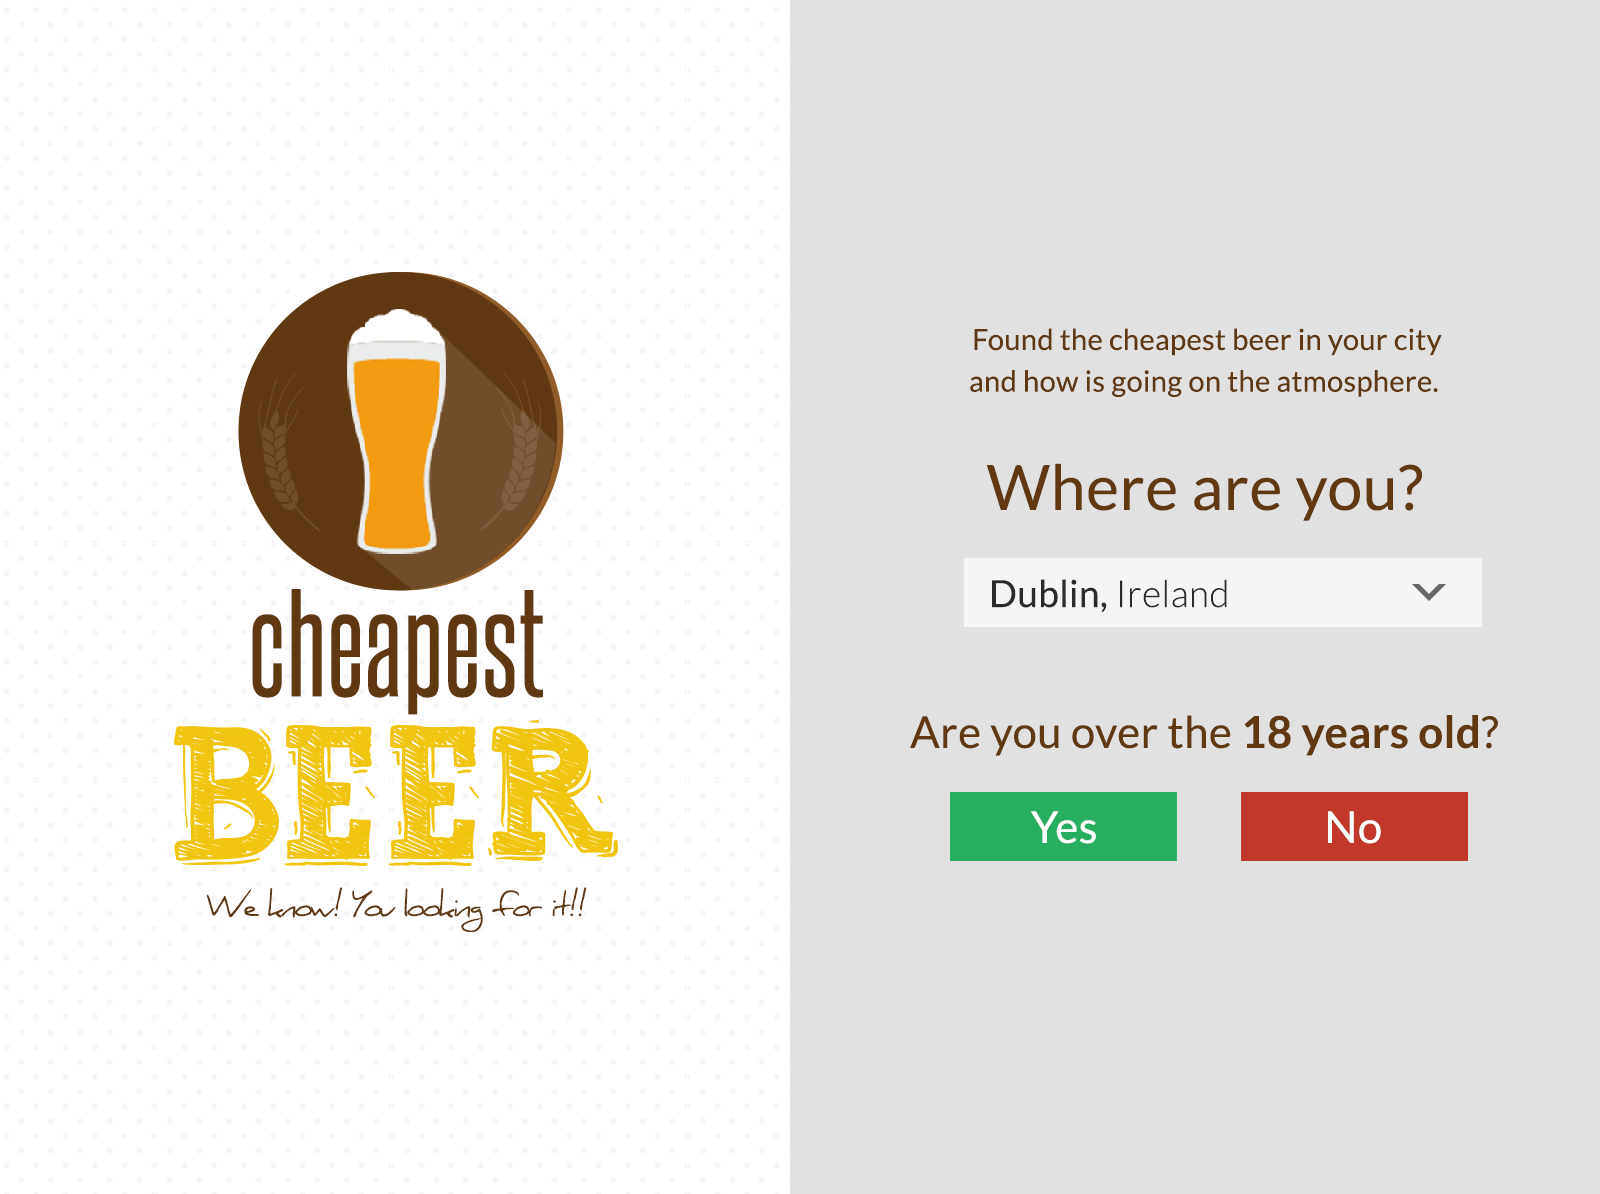 cheapest
BEER
We know! You looking for it!!
Found the cheapest beer in your city
and how is going on the atmosphere.
Where are you?
Dublin, Ireland
Are you over the 18 years old?
Yes
No